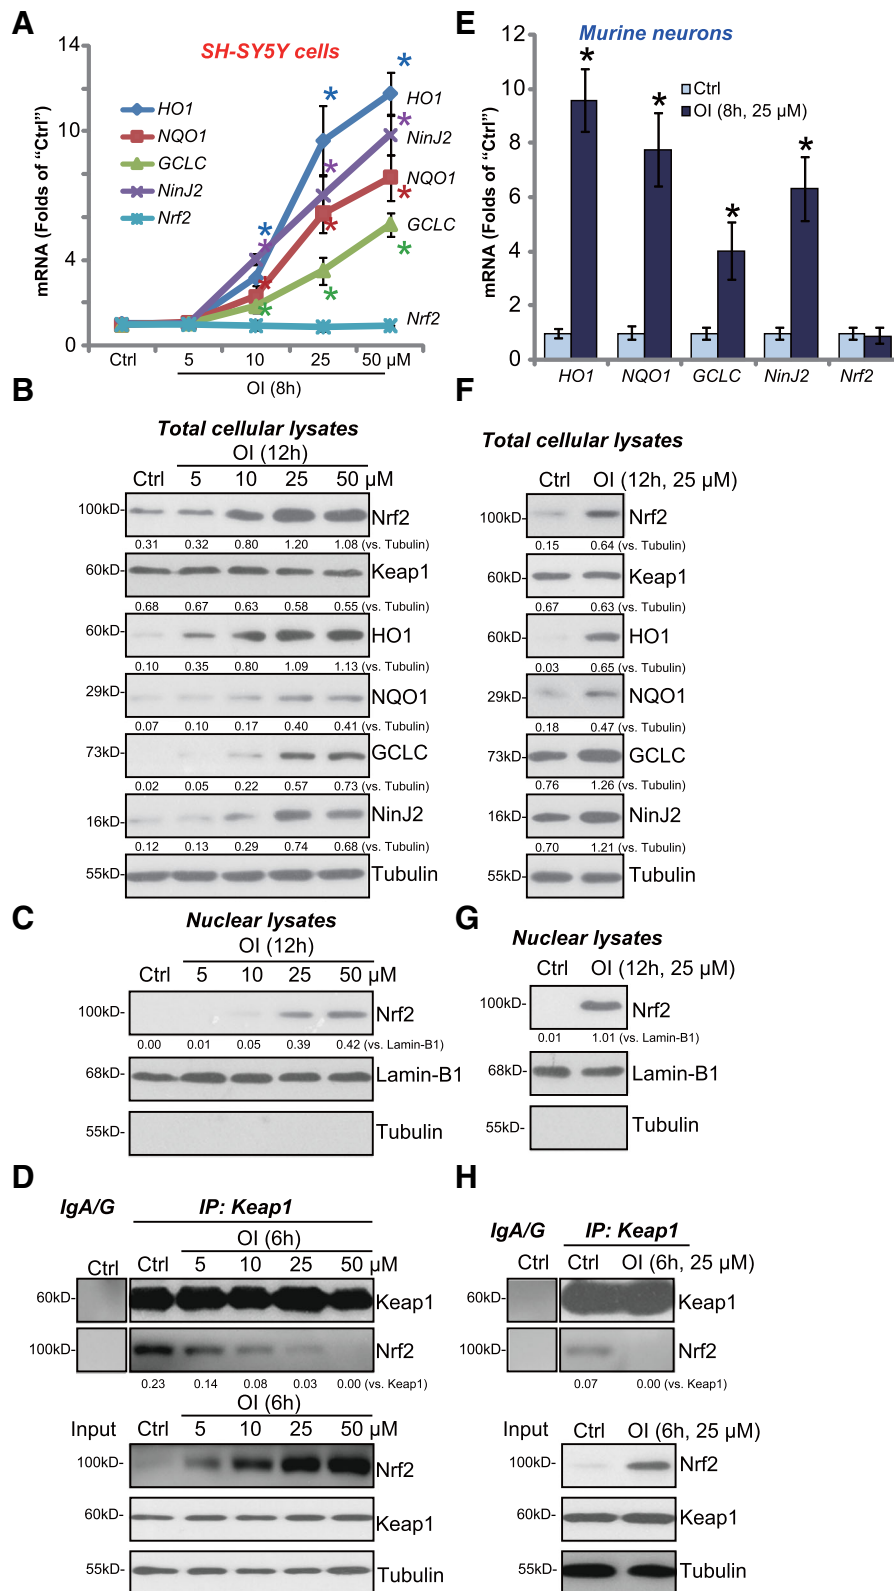 A
SH-SY5Y cells
mRNA (Folds of “Ctrl”)
14
10
4
0
HO1
NQO1
GCLC
NinJ2
Nrf2
HO1
NinJ2
NQO1
GCLC
Nrf2
* * * * * * * * * * * *
Ctrl 5 10 25 50 μM
OI (8h)
B
Total cellular lysates
OI (12h)
Ctrl 5 10 25 50 μM
100kD- Nrf2
0.31 0.32 0.80 1.20 1.08 (vs. Tubulin)
60kD- Keap1
0.68 0.67 0.63 0.58 0.55 (vs. Tubulin)
60kD- HO1
0.10 0.35 0.80 1.09 1.13 (vs. Tubulin)
29kD- NQO1
0.07 0.10 0.17 0.40 0.41 (vs. Tubulin)
73kD- GCLC
0.02 0.05 0.22 0.57 0.73 (vs. Tubulin)
16kD- NinJ2
0.12 0.13 0.29 0.74 0.68 (vs. Tubulin)
55kD- Tubulin
C
Nuclear lysates
OI (12h)
Ctrl 5 10 25 50 μM
100kD- Nrf2
0.00 0.01 0.05 0.39 0.42 (vs. Lamin-B1)
68kD- Lamin-B1
55kD- Tubulin
D
IgA/G IP: Keap1
OI (6h)
Ctrl Ctrl 5 10 25 50 μM
60kD- Keap1
100kD- Nrf2
0.23 0.14 0.08 0.03 0.00 (vs. Keap1)
OI (6h)
Input Ctrl 5 10 25 50 μM
100kD- Nrf2
60kD- Keap1
55kD- Tubulin
E
Murine neurons
mRNA (Folds of “Ctrl”)
12
10
8
6
4
2
0
Ctrl
OI (8h, 25 μM)
* * * *
HO1 NQO1 GCLC NinJ2 Nrf2
F
Total cellular lysates
Ctrl OI (12h, 25 μM)
100kD- Nrf2
0.15 0.64 (vs. Tubulin)
60kD- Keap1
0.67 0.63 (vs. Tubulin)
60kD- HO1
0.03 0.65 (vs. Tubulin)
29kD- NQO1
0.18 0.47 (vs. Tubulin)
73kD- GCLC
0.76 1.26 (vs. Tubulin)
16kD- NinJ2
0.70 1.21 (vs. Tubulin)
55kD- Tubulin
G
Nuclear lysates
Ctrl OI (12h, 25 μM)
100kD- Nrf2
0.01 1.01 (vs. Lamin-B1)
68kD- Lamin-B1
55kD- Tubulin
H
IgA/G IP: Keap1
Ctrl Ctrl OI (6h, 25 μM)
60kD- Keap1
100kD- Nrf2
0.07 0.00 (vs. Keap1)
Input Ctrl OI (6h, 25 μM)
100kD- Nrf2
60kD- Keap1
55kD- Tubulin